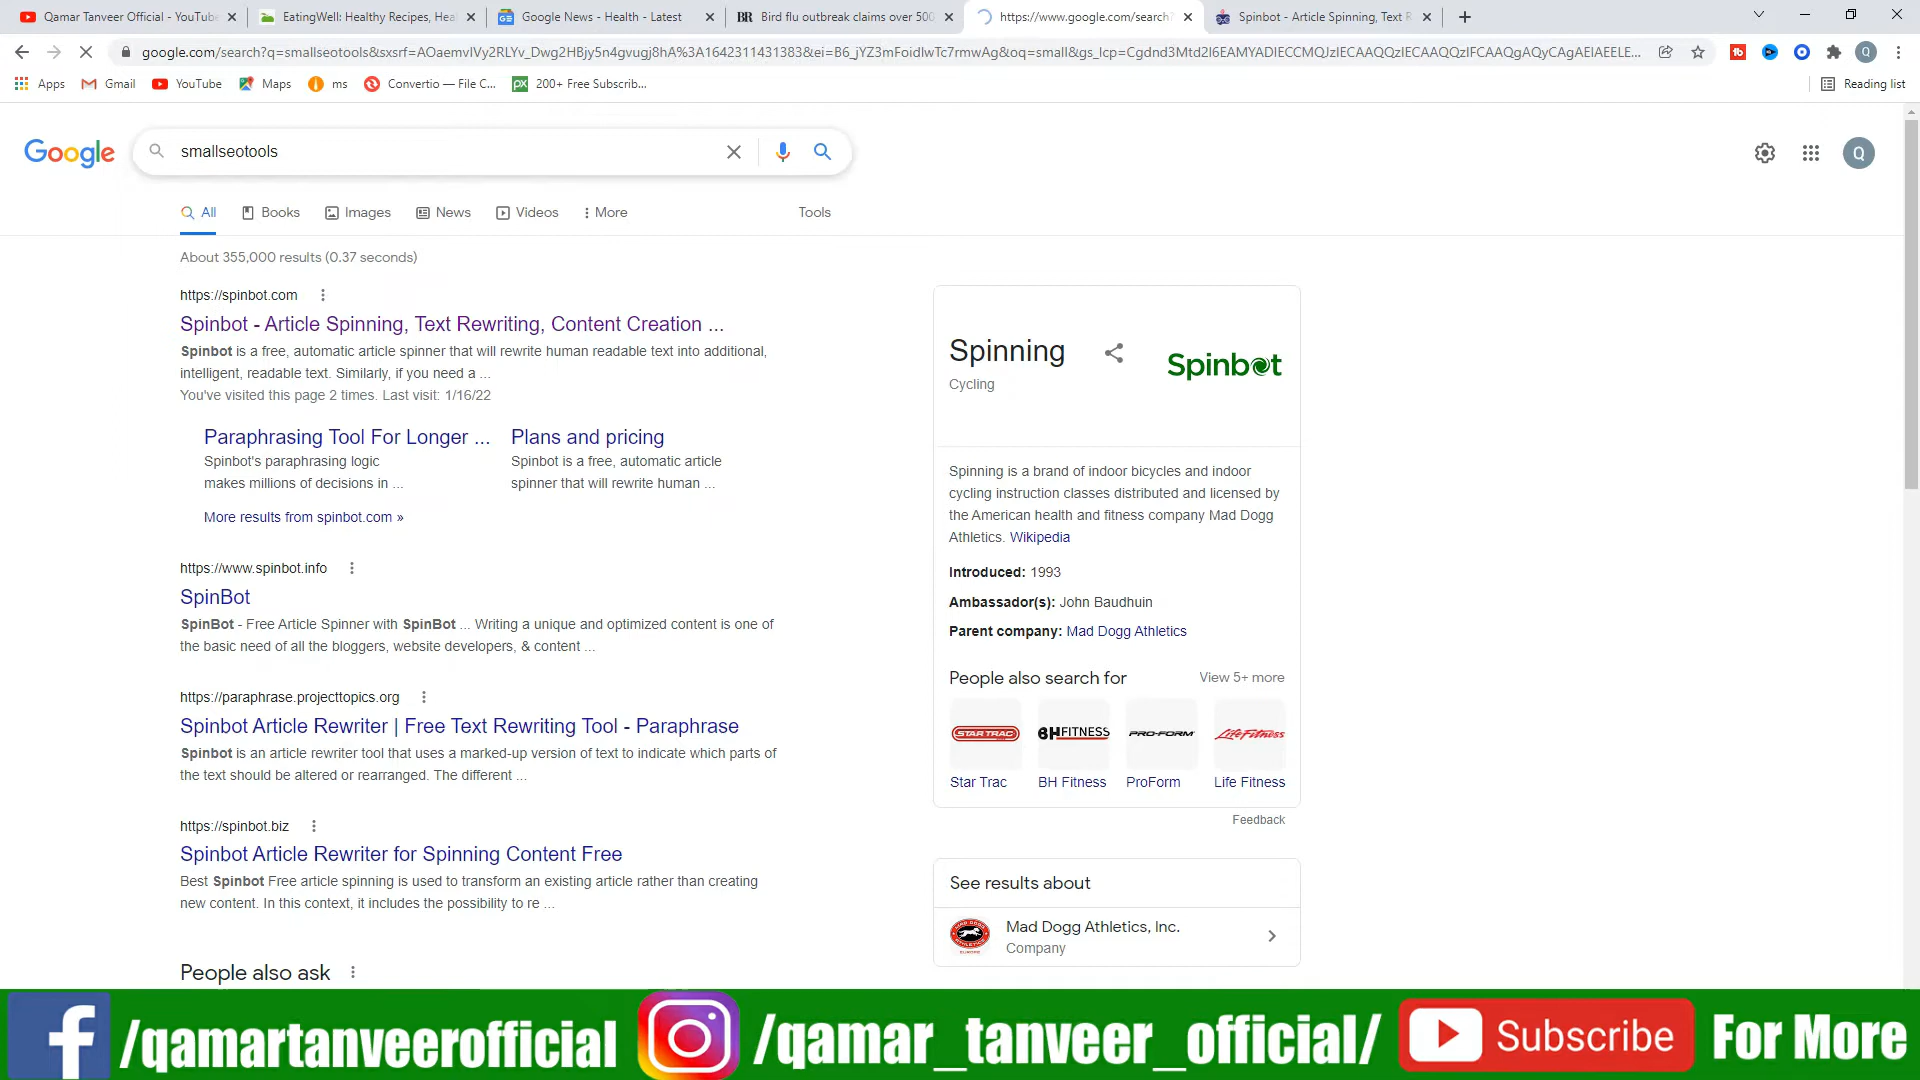 Qamar Tanveer Official - YouTube
EatingWell: Healthy Recipes, Hea
Google News - Health - Latest
BR Bird flu outbreak claims over 500
https://www.google.com/search?
Spinbot - Article Spinning, Text R
google.com/search?q=smallseotools&sxsrf=AOaemvIVy2RLYv_Dwg2HBjy5n4gvugj8hA%3A1642311431383&ei=B6_jYZ3mFoidlwTc7rmwAg&oq=small&gs_lcp=Cgdnd3Mtd2l6EAMYADIECCMQJzIECAAQQzIECAAQQzIFCAAQgAQyCAgAEIAEELE...
Apps
Gmail
YouTube
Maps
ms
Convertio — File C...
200+ Free Subscrib...
Reading list
Google
smallseotools
Q
All
Books
Images
News
Videos
More
Tools
About 355,000 results (0.37 seconds)
https://spinbot.com
Spinbot - Article Spinning, Text Rewriting, Content Creation ...
Spinbot is a free, automatic article spinner that will rewrite human readable text into additional,
intelligent, readable text. Similarly, if you need a ...
You've visited this page 2 times. Last visit: 1/16/22
Paraphrasing Tool For Longer ...
Spinbot's paraphrasing logic
makes millions of decisions in ...
Plans and pricing
Spinbot is a free, automatic article
spinner that will rewrite human ...
More results from spinbot.com »
https://www.spinbot.info
SpinBot
SpinBot - Free Article Spinner with SpinBot ... Writing a unique and optimized content is one of
the basic need of all the bloggers, website developers, & content ...
https://paraphrase.projecttopics.org
Spinbot Article Rewriter | Free Text Rewriting Tool - Paraphrase
Spinbot is an article rewriter tool that uses a marked-up version of text to indicate which parts of
the text should be altered or rearranged. The different ...
https://spinbot.biz
Spinbot Article Rewriter for Spinning Content Free
Best Spinbot Free article spinning is used to transform an existing article rather than creating
new content. In this context, it includes the possibility to re ...
People also ask
Spinning
Cycling
Spinbot
Spinning is a brand of indoor bicycles and indoor
cycling instruction classes distributed and licensed by
the American health and fitness company Mad Dogg
Athletics. Wikipedia
Introduced: 1993
Ambassador(s): John Baudhuin
Parent company: Mad Dogg Athletics
People also search for
View 5+ more
STAR TRAC
BH FITNESS
PRO-FORM
LifeFitness
Star Trac
BH Fitness
ProForm
Life Fitness
Feedback
See results about
Mad Dogg Athletics, Inc.
Company
f /qamartanveerofficial
/qamar_tanveer_official/
Subscribe
For More